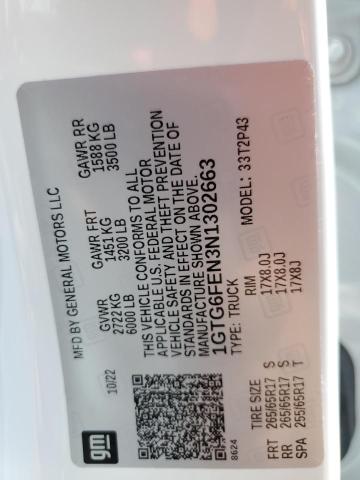 gm
MFD BY GENERAL MOTORS LLC
10/22
GVWR
2722 KG
6000 LB
GAWR FRT
1451 KG
3200 LB
GAWR RR
1588 KG
3500 LB
THIS VEHICLE CONFORMS TO ALL
APPLICABLE U.S. FEDERAL MOTOR
VEHICLE SAFETY AND THEFT PREVENTION
STANDARDS IN EFFECT ON THE DATE OF
MANUFACTURE SHOWN ABOVE.
1GTG6FEN3N1302663
TYPE: TRUCK
MODEL: 33T2P43
8624
TIRE SIZE RIM
FRT 265/65R17 S 17X8.0J
RR 265/65R17 S 17X8.0J
SPA 255/65R17 T 17X8J